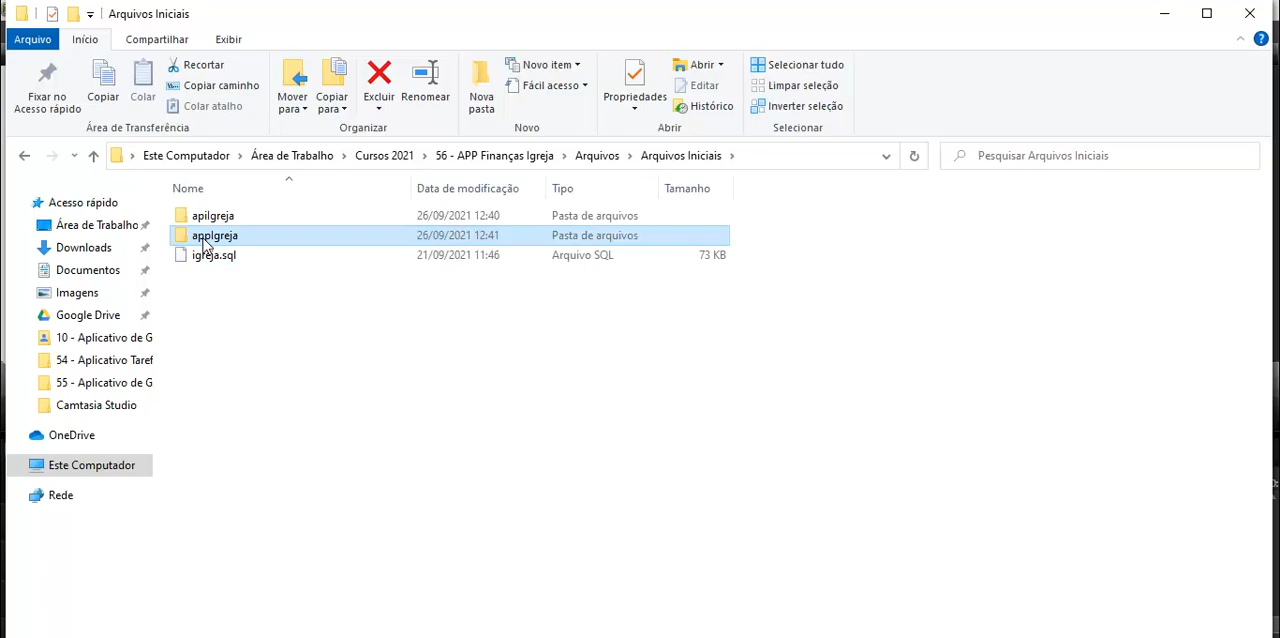 Arquivos Iniciais
Arquivo Início Compartilhar Exibir
Fixar no Acesso rápido
Copiar
Colar
Recortar
Copiar caminho
Colar atalho
Área de Transferência
Mover para
Copiar para
Excluir
Renomear
Organizar
Nova pasta
Novo item
Fácil acesso
Novo
Propriedades
Abrir
Editar
Histórico
Abrir
Selecionar tudo
Limpar seleção
Inverter seleção
Selecionar
Este Computador > Área de Trabalho > Cursos 2021 > 56 - APP Finanças Igreja > Arquivos > Arquivos Iniciais >
Pesquisar Arquivos Iniciais
Nome Data de modificação Tipo Tamanho
apiIgreja 26/09/2021 12:40 Pasta de arquivos
appIgreja 26/09/2021 12:41 Pasta de arquivos
igreja.sql 21/09/2021 11:46 Arquivo SQL 73 KB
Acesso rápido
Área de Trabalho
Downloads
Documentos
Imagens
Google Drive
10 - Aplicativo de G
54 - Aplicativo Taref
55 - Aplicativo de G
Camtasia Studio
OneDrive
Este Computador
Rede